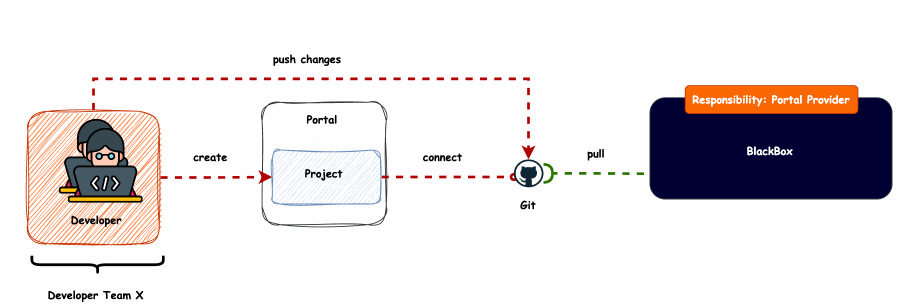 push changes
Responsibility: Portal Provider
Portal
BlackBox
create
connect
pull
Project
</>
Developer
Git
Developer Team X